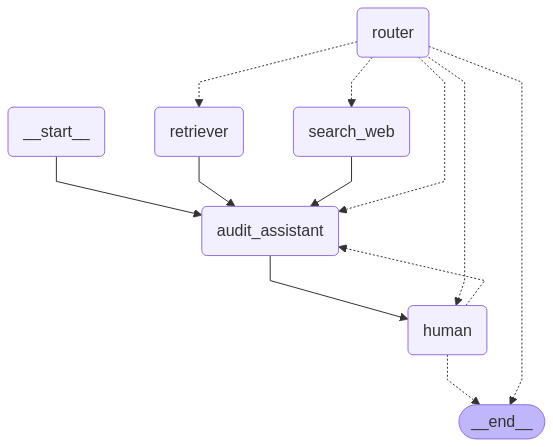 router
__start__
retriever
search_web
audit_assistant
human
__end__